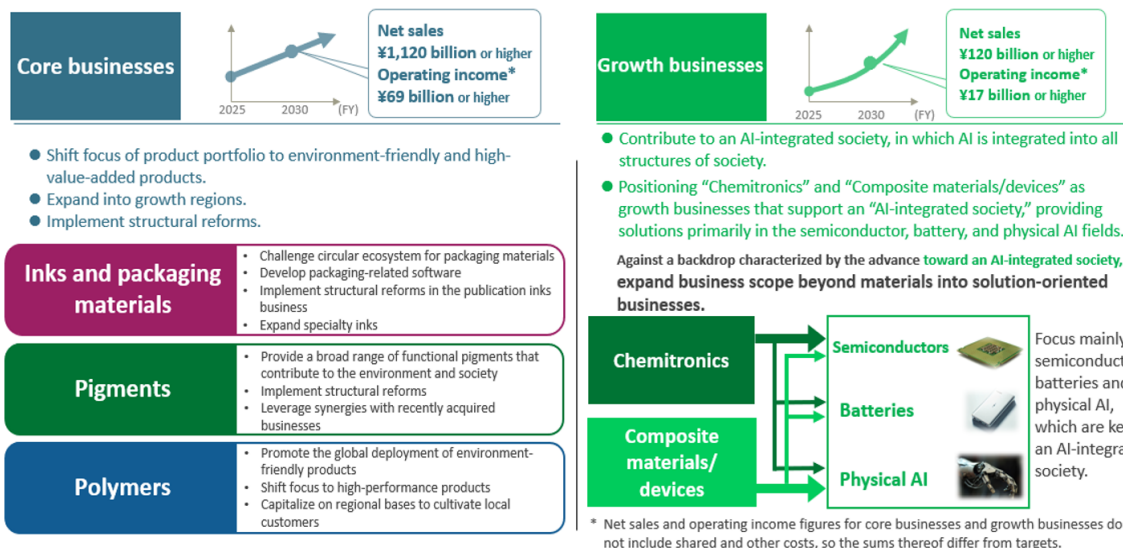 Core businesses
Net sales
¥1,120 billion or higher
Operating income*
¥69 billion or higher
2025
2030
(FY)
● Shift focus of product portfolio to environment-friendly and high-
value-added products.
● Expand into growth regions.
● Implement structural reforms.
Inks and packaging
materials
• Challenge circular ecosystem for packaging materials
• Develop packaging-related software
• Implement structural reforms in the publication inks
business
• Expand specialty inks
Pigments
• Provide a broad range of functional pigments that
contribute to the environment and society
• Implement structural reforms
• Leverage synergies with recently acquired
businesses
Polymers
• Promote the global deployment of environment-
friendly products
• Shift focus to high-performance products
• Capitalize on regional bases to cultivate local
customers
Growth businesses
Net sales
¥120 billion or higher
Operating income*
¥17 billion or higher
2025
2030
(FY)
● Contribute to an AI-integrated society, in which AI is integrated into all
structures of society.
● Positioning “Chemitronics” and “Composite materials/devices” as
growth businesses that support an “AI-integrated society,” providing
solutions primarily in the semiconductor, battery, and physical AI fields.
Against a backdrop characterized by the advance toward an AI-integrated society,
expand business scope beyond materials into solution-oriented
businesses.
Chemitronics
Composite
materials/
devices
Semiconductors
Batteries
Physical AI
Focus mainly
semiconduct
batteries and
physical AI,
which are ke
an AI-integra
society.
* Net sales and operating income figures for core businesses and growth businesses do
not include shared and other costs, so the sums thereof differ from targets.